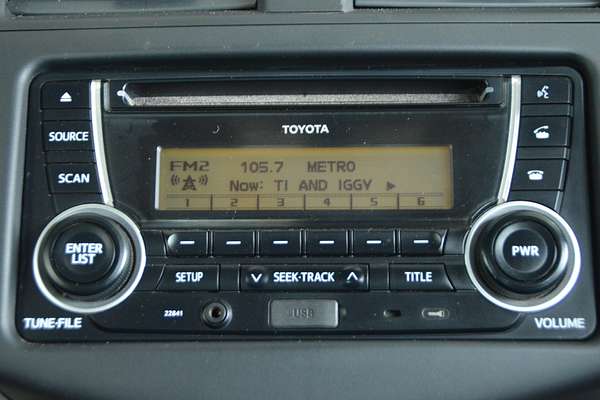 TOYOTA
SOURCE
SCAN
FM2 105.7 METRO
Now: TI AND IGGY
1 2 3 4 5 6
ENTER
LIST
PWR
SETUP
SEEK·TRACK
TITLE
TUNE·FILE
22841
USB
VOLUME